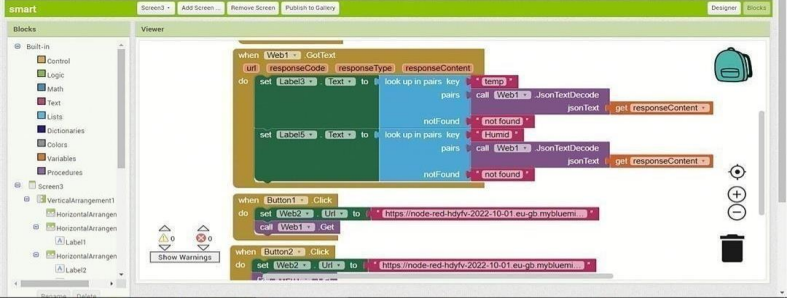 smart
Screen3
Add Screen ...
Remove Screen
Publish to Gallery
Designer
Blocks
Blocks
Viewer
Built-in
Control
Logic
Math
Text
Lists
Dictionaries
Colors
Variables
Procedures
Screen3
VerticalArrangement1
HorizontalArrangen
HorizontalArrangen
Label1
HorizontalArrangen
Label2
Rename Delete
when Web1 .GotText
url responseCode responseType responseContent
do set Label3 . Text to look up in pairs key " temp "
pairs call Web1 .JsonTextDecode
jsonText get responseContent
notFound " not found "
set Label5 . Text to look up in pairs key " Humid "
pairs call Web1 .JsonTextDecode
jsonText get responseContent
notFound " not found "
when Button1 .Click
do set Web2 . Url to " https://node-red-hdyfv-2022-10-01.eu-gb.mybluemi... "
call Web1 .Get
when Button2 .Click
do set Web2 . Url to " https://node-red-hdyfv-2022-10-01.eu-gb.mybluemi... "
0 0
Show Warnings